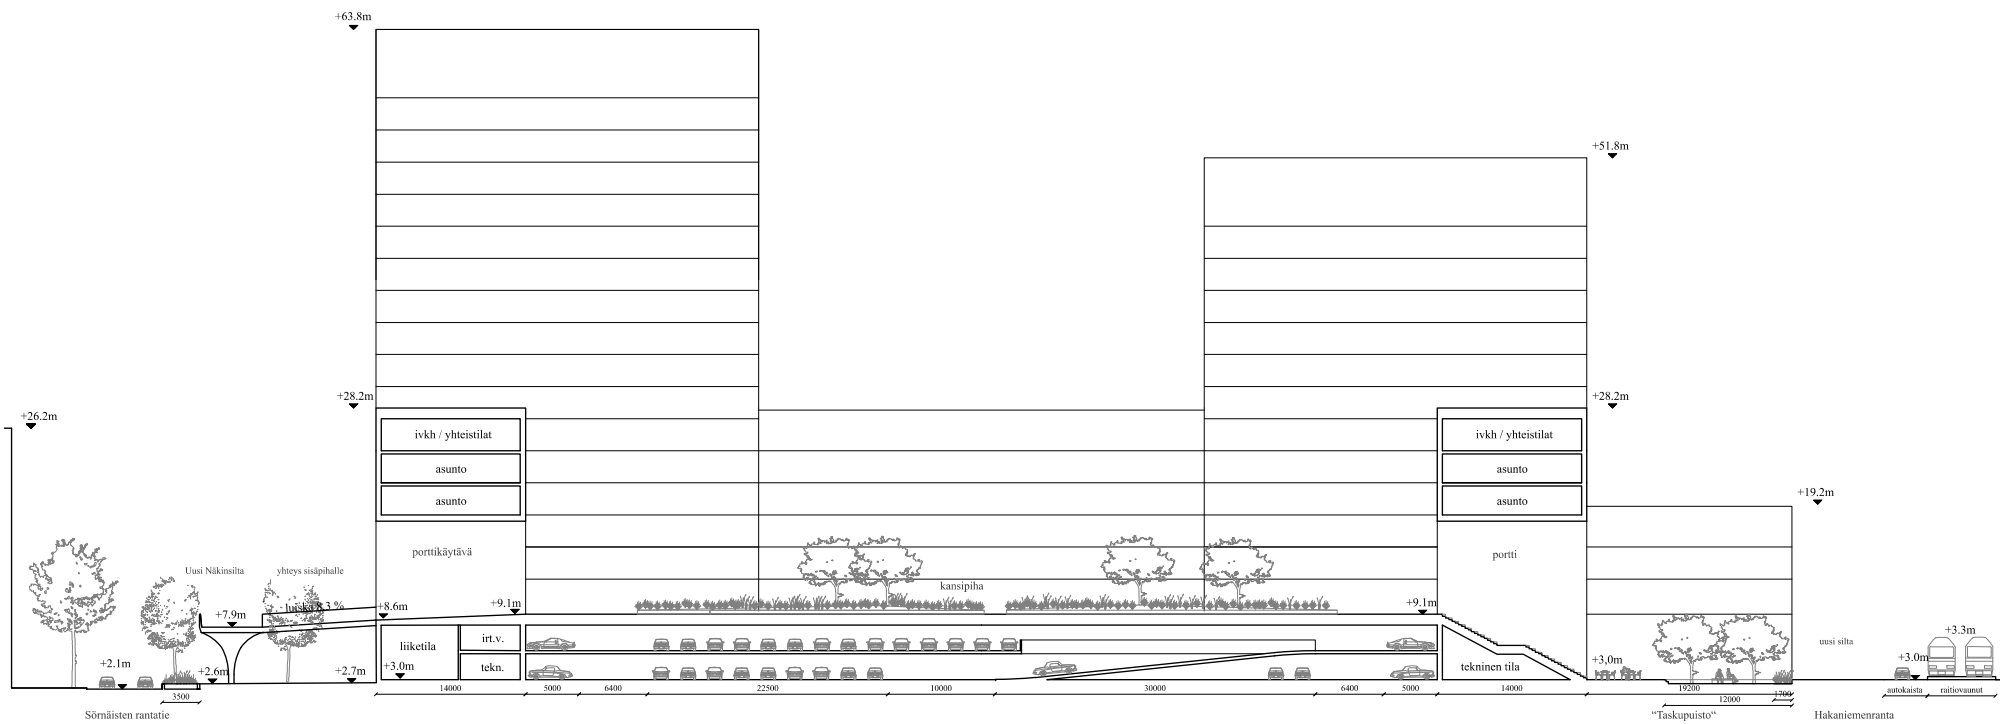 +63.8m
+51.8m
+28.2m
+28.2m
+26.2m
ivkh / yhteistilat
ivkh / yhteistilat
asunto
asunto
asunto
asunto
+19.2m
porttikäytävä
portti
Uusi Näkinsilta
yhteys sisäpihalle
kansipiha
luiska 8,3 %
+8.6m
+9.1m
+9.1m
+7.9m
liiketila
irt.v.
uusi silta
+3.3m
+2.1m
+2.6m
+2.7m
+3.0m
tekn.
tekninen tila
+3,0m
+3.0m
3500
14000
5000
6400
22500
10000
30000
6400
5000
14000
19200
1700
12000
autokaista
raitiovaunut
Sörnäisten rantatie
"Taskupuisto"
Hakaniemenranta